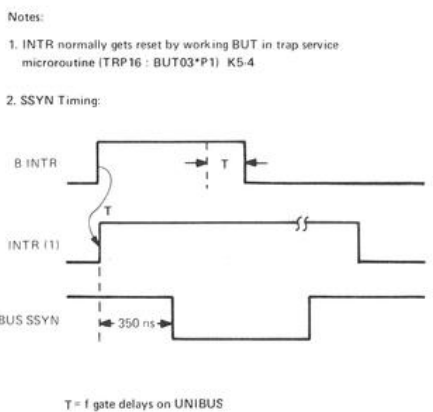 Notes:
1. INTR normally gets reset by working BUT in trap service
microroutine (TRP16 : BUT03*P1) K5-4
2. SSYN Timing:
B INTR
T
T
INTR (1)
BUS SSYN
350 ns
T = f gate delays on UNIBUS